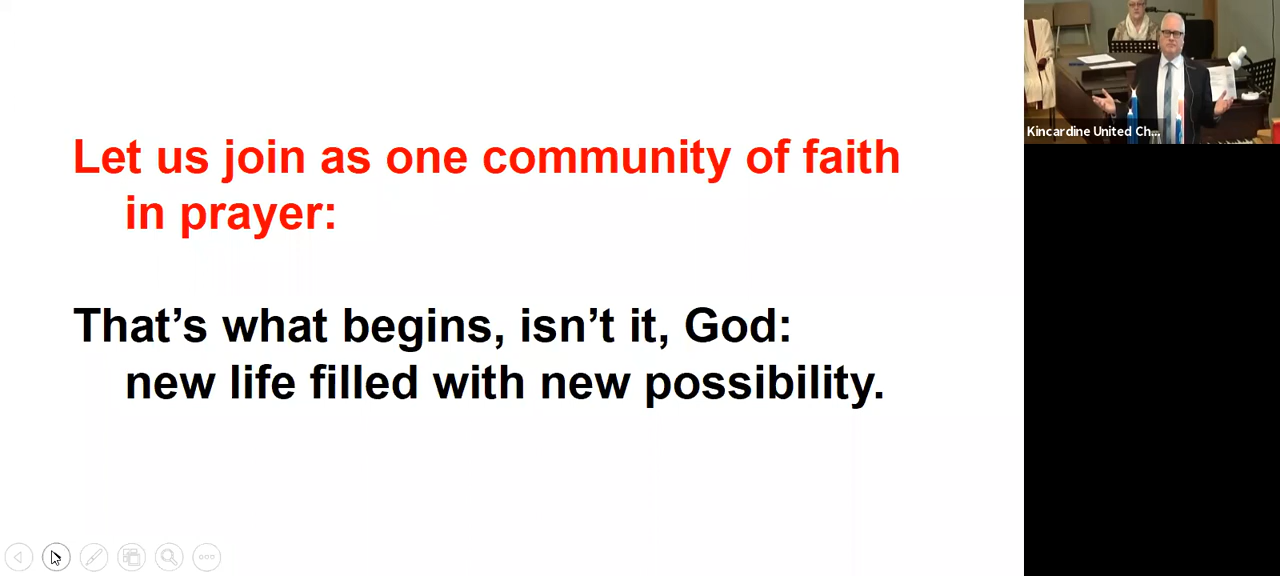 Let us join as one community of faith
in prayer:
That's what begins, isn't it, God:
new life filled with new possibility.
Kincardine United Ch...